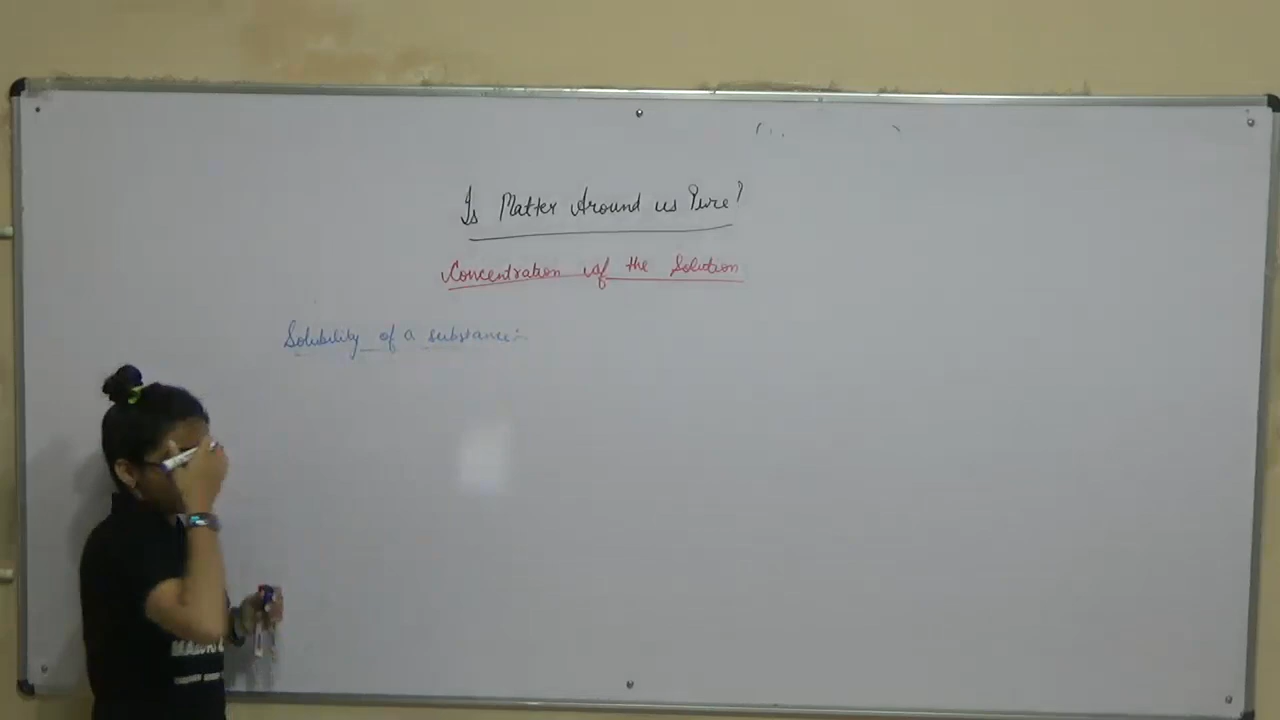 Is Matter Around us Pure?
Concentration of the Solution
Solubility of a substance:-